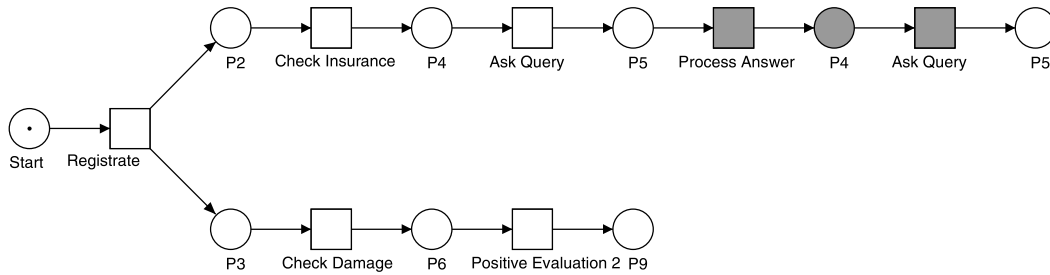 P2 Check Insurance P4 Ask Query P5 Process Answer P4 Ask Query P5
Start Registrate
P3 Check Damage P6 Positive Evaluation 2 P9